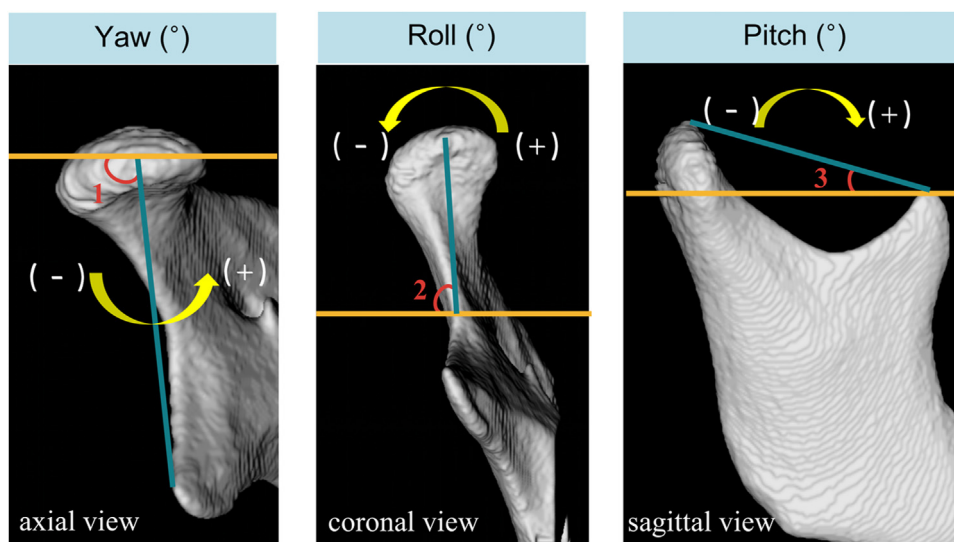 Yaw (°)
1
(-)
(+)
axial view
Roll (°)
(-)
(+)
2
coronal view
Pitch (°)
(-)
(+)
3
sagittal view